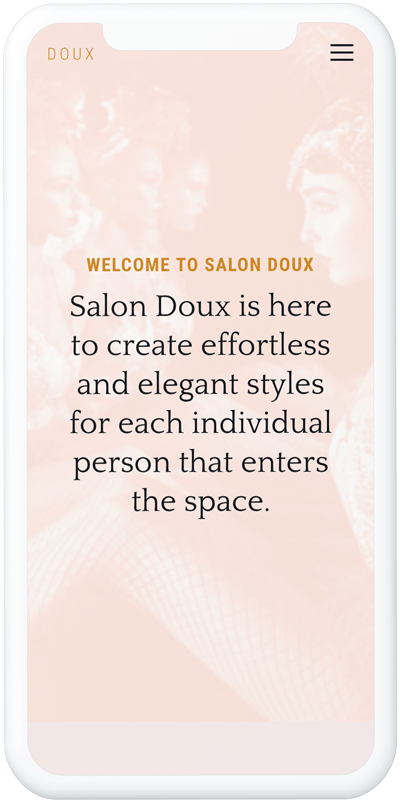 DOUX
WELCOME TO SALON DOUX
Salon Doux is here
to create effortless
and elegant styles
for each individual
person that enters
the space.